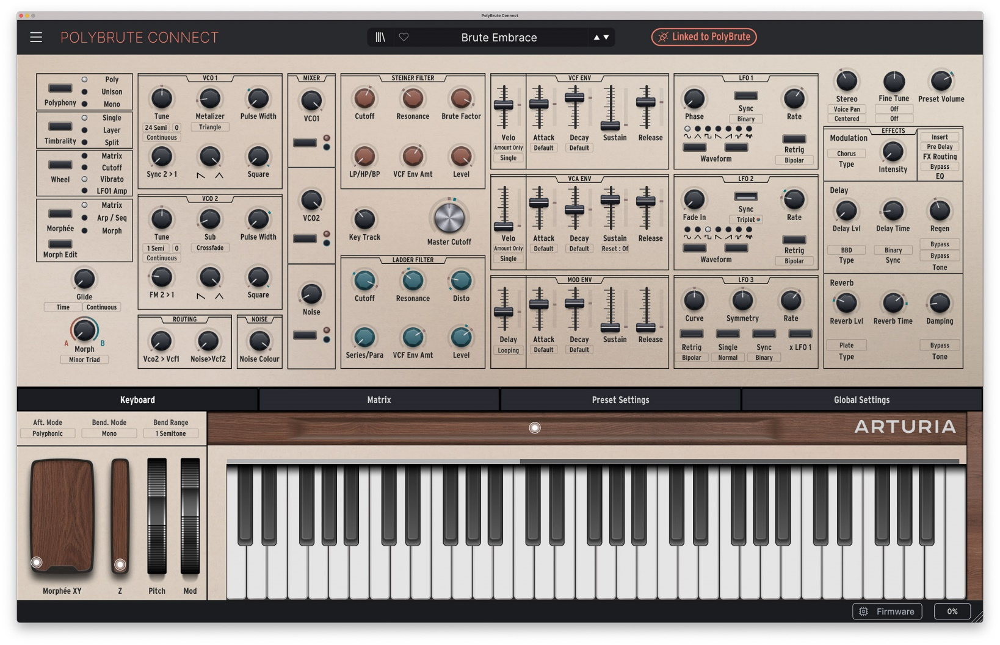 PolyBrute Connect
POLYBRUTE CONNECT
Brute Embrace
Linked to PolyBrute
Poly
Unison
Polyphony
Mono
Single
Layer
Timbrality
Split
Matrix
Cutoff
Wheel
Vibrato
LFO1 Amp
Matrix
Arp / Seq
Morphée
Morph
Morph Edit
Glide
Time
Continuous
A
B
Morph
Minor Triad
VCO 1
Tune
Metalizer
Pulse Width
24 Semi
0
Triangle
Continuous
Sync 2 > 1
Square
VCO 2
Tune
Sub
Pulse Width
1 Semi
0
Crossfade
Continuous
FM 2 > 1
Square
ROUTING
Vco2 > Vcf1
Noise>Vcf2
NOISE
Noise Colour
MIXER
VCO1
VCO2
Noise
STEINER FILTER
Cutoff
Resonance
Brute Factor
LP/HP/BP
VCF Env Amt
Level
Key Track
Master Cutoff
LADDER FILTER
Cutoff
Resonance
Disto
Series/Para
VCF Env Amt
Level
VCF ENV
Velo
Attack
Decay
Sustain
Release
Amount Only
Default
Default
Single
VCA ENV
Velo
Attack
Decay
Sustain
Release
Amount Only
Default
Default
Reset : Of
Single
MOD ENV
Delay
Attack
Decay
Sustain
Release
Looping
Default
Default
LFO 1
Phase
Sync
Rate
Binary
Waveform
Retrig
Bipolar
LFO 2
Fade In
Sync
Rate
Triplet
Waveform
Retrig
Bipolar
LFO 3
Curve
Symmetry
Rate
Retrig
Single
Sync
x LFO 1
Bipolar
Normal
Binary
Stereo
Fine Tune
Preset Volume
Voice Pan
Off
Centered
Off
EFFECTS
Modulation
Chorus
Type
Intensity
Insert
Pre Delay
FX Routing
Bypass
EQ
Delay
Delay Lvl
Delay Time
Regen
BBD
Type
Binary
Sync
Bypass
Bypass
Tone
Reverb
Reverb Lvl
Reverb Time
Damping
Plate
Type
Bypass
Tone
Keyboard
Matrix
Preset Settings
Global Settings
Aft. Mode
Bend. Mode
Bend Range
Polyphonic
Mono
1 Semitone
ARTURIA
Morphée XY
Z
Pitch
Mod
Firmware
0%